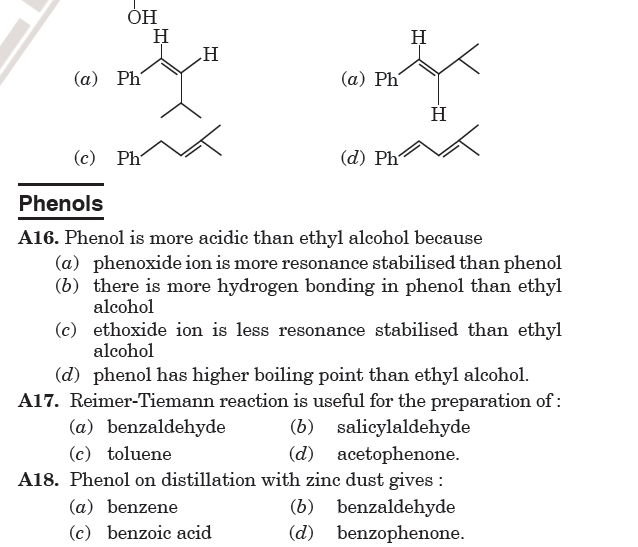 OH
H H H
(a) Ph (a) Ph
H
(c) Ph (d) Ph
Phenols
A16. Phenol is more acidic than ethyl alcohol because
(a) phenoxide ion is more resonance stabilised than phenol
(b) there is more hydrogen bonding in phenol than ethyl
alcohol
(c) ethoxide ion is less resonance stabilised than ethyl
alcohol
(d) phenol has higher boiling point than ethyl alcohol.
A17. Reimer-Tiemann reaction is useful for the preparation of :
(a) benzaldehyde (b) salicylaldehyde
(c) toluene (d) acetophenone.
A18. Phenol on distillation with zinc dust gives :
(a) benzene (b) benzaldehyde
(c) benzoic acid (d) benzophenone.